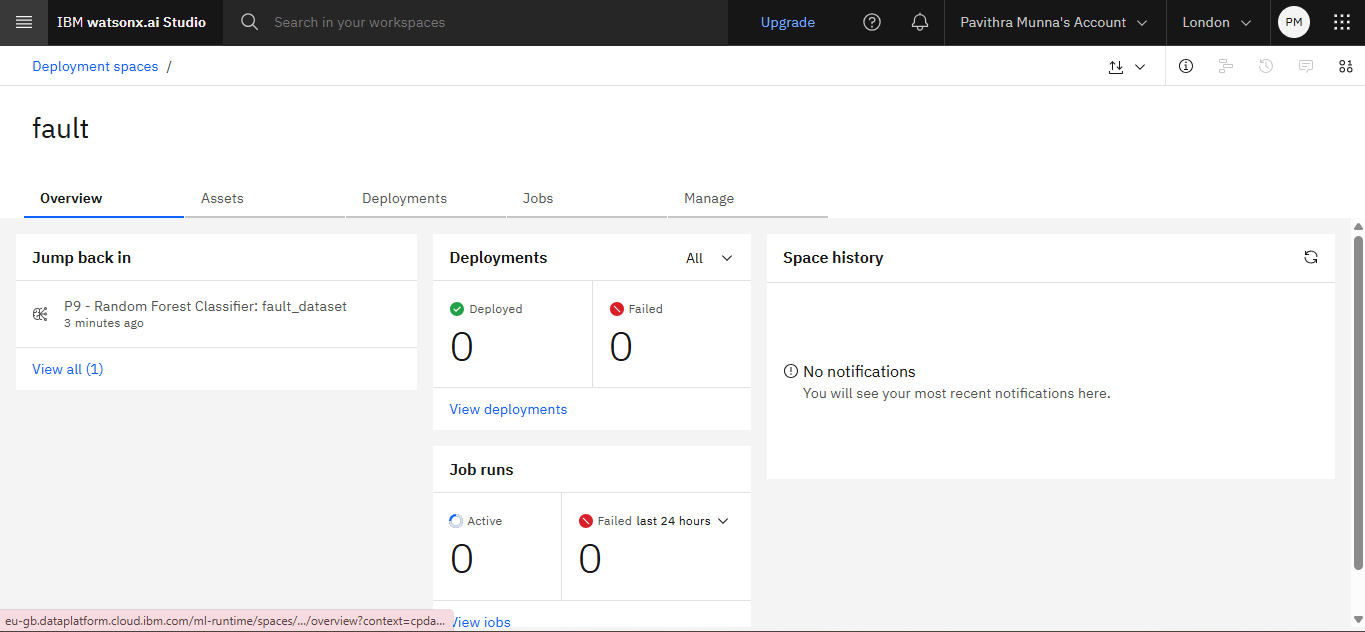 IBM watsonx.ai Studio
Search in your workspaces
Upgrade
Pavithra Munna's Account
London
PM
Deployment spaces /
fault
Overview
Assets
Deployments
Jobs
Manage
Jump back in
P9 - Random Forest Classifier: fault_dataset
3 minutes ago
View all (1)
Deployments
All
Deployed
0
Failed
0
View deployments
Job runs
Active
0
Failed last 24 hours
0
View jobs
Space history
No notifications
You will see your most recent notifications here.
eu-gb.dataplatform.cloud.ibm.com/ml-runtime/spaces/.../overview?context=cpda...